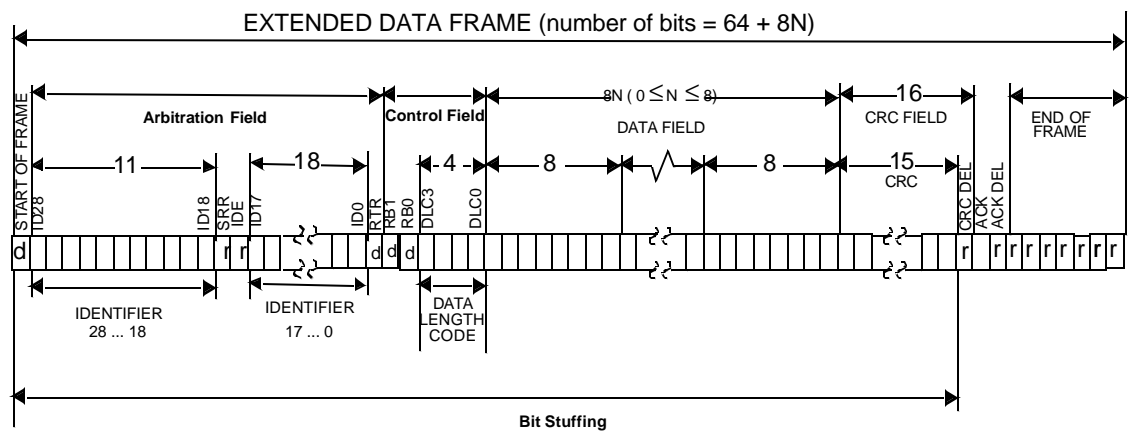 EXTENDED DATA FRAME (number of bits = 64 + 8N)
8N ( 0 ≤ N ≤ 8)
16
Arbitration Field
Control Field
CRC FIELD
END OF
FRAME
DATA FIELD
11
18
4
8
8
15
CRC
START OF FRAME
ID28
ID18
SRR
IDE
ID17
ID0
RTR
RB1
RB0
DLC3
DLC0
CRC DEL
ACK
ACK DEL
d r r d d d r r r r r r r r r
IDENTIFIER
28 ... 18
IDENTIFIER
17 ... 0
DATA
LENGTH
CODE
Bit Stuffing